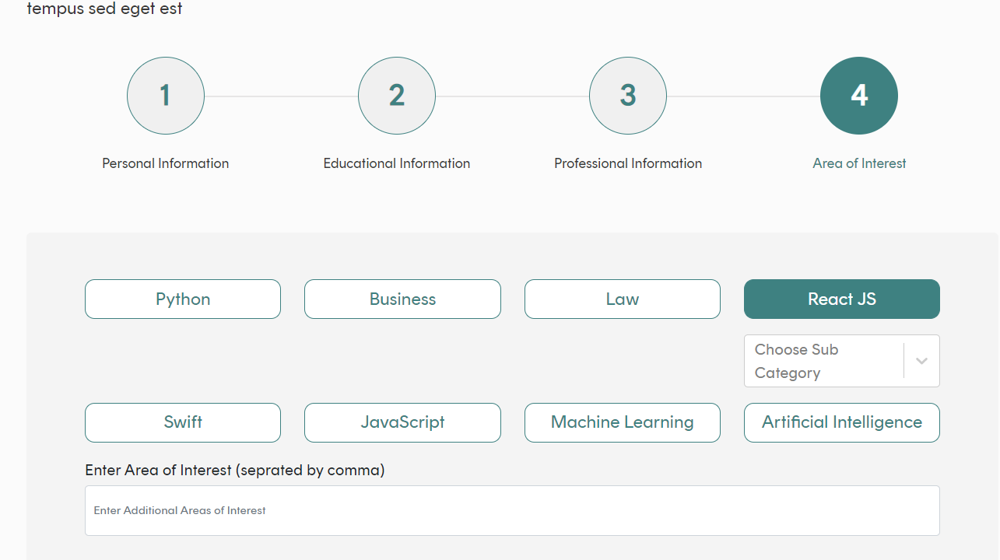 tempus sed eget est
1 2 3 4
Personal Information Educational Information Professional Information Area of Interest
Python Business Law React JS
Choose Sub
Category
Swift JavaScript Machine Learning Artificial Intelligence
Enter Area of Interest (seprated by comma)
Enter Additional Areas of Interest